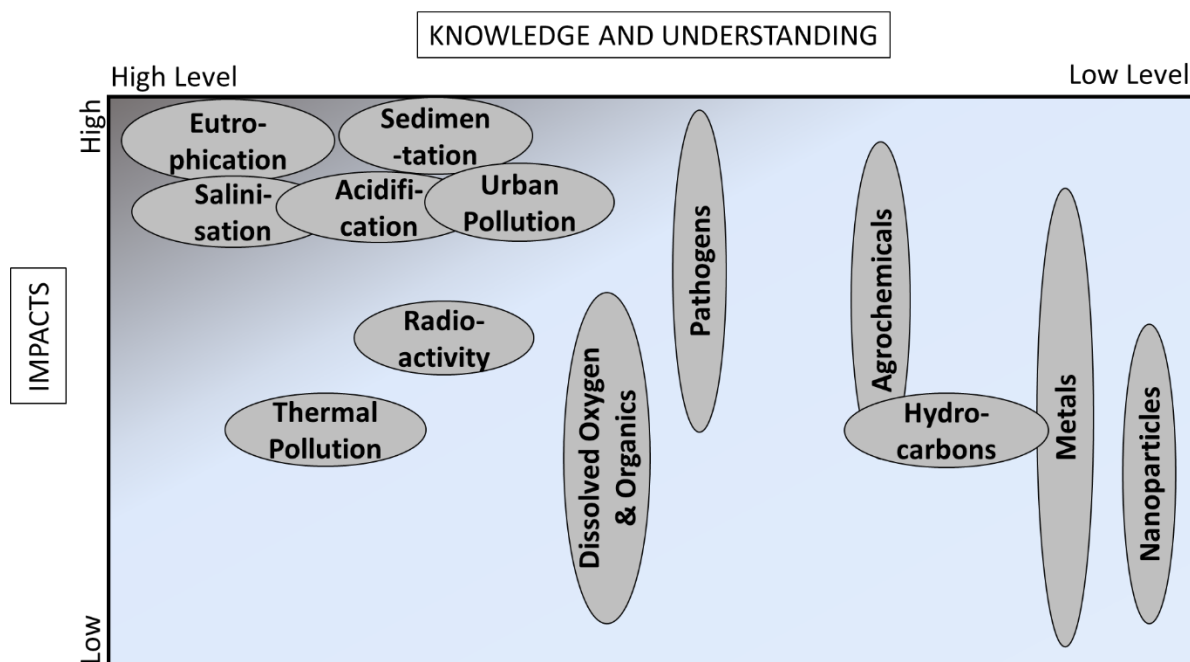 KNOWLEDGE AND UNDERSTANDING
High Level
Low Level
High
IMPACTS
Low
Eutro-
phication
Sedimen
-tation
Salini-
sation
Acidifi-
cation
Urban
Pollution
Pathogens
Agrochemicals
Radio-
activity
Thermal
Pollution
Dissolved Oxygen
& Organics
Hydro-
carbons
Metals
Nanoparticles